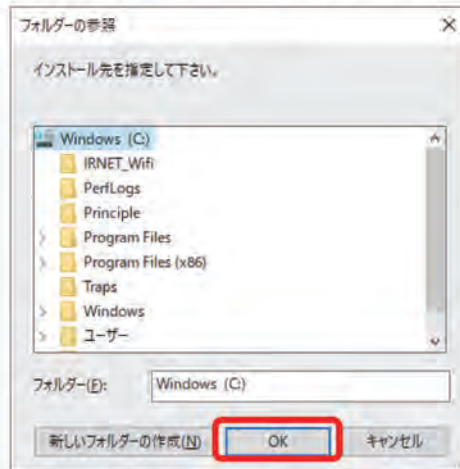 フォルダーの参照
インストール先を指定して下さい。
Windows (C:)
IRNET_Wifi
PerfLogs
Principle
Program Files
Program Files (x86)
Traps
Windows
ユーザー
フォルダー(F):
Windows (C:)
新しいフォルダーの作成(N)
OK
キャンセル